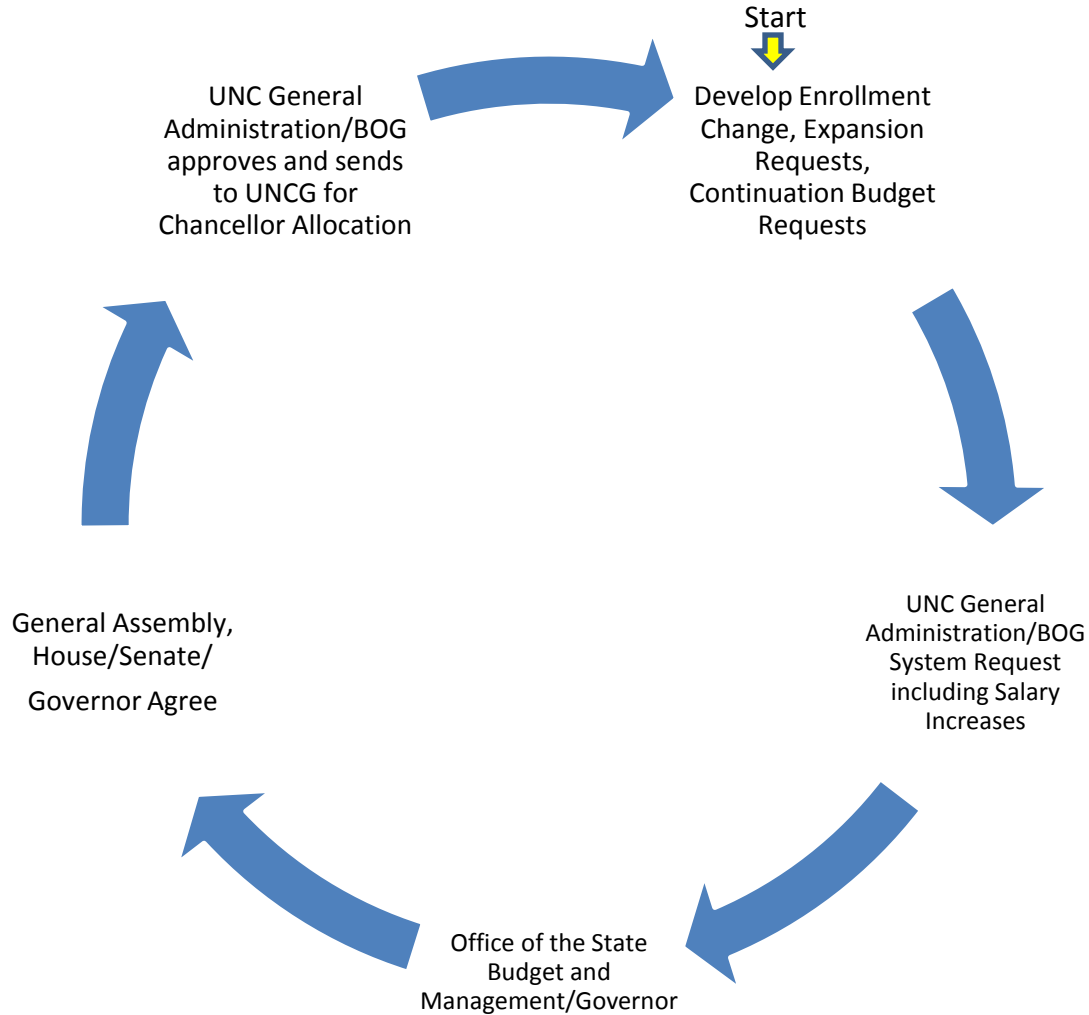 Start
Develop Enrollment
Change, Expansion
Requests,
Continuation Budget
Requests
UNC General
Administration/BOG
System Request
including Salary
Increases
Office of the State
Budget and
Management/Governor
General Assembly,
House/Senate/
Governor Agree
UNC General
Administration/BOG
approves and sends
to UNCG for
Chancellor Allocation